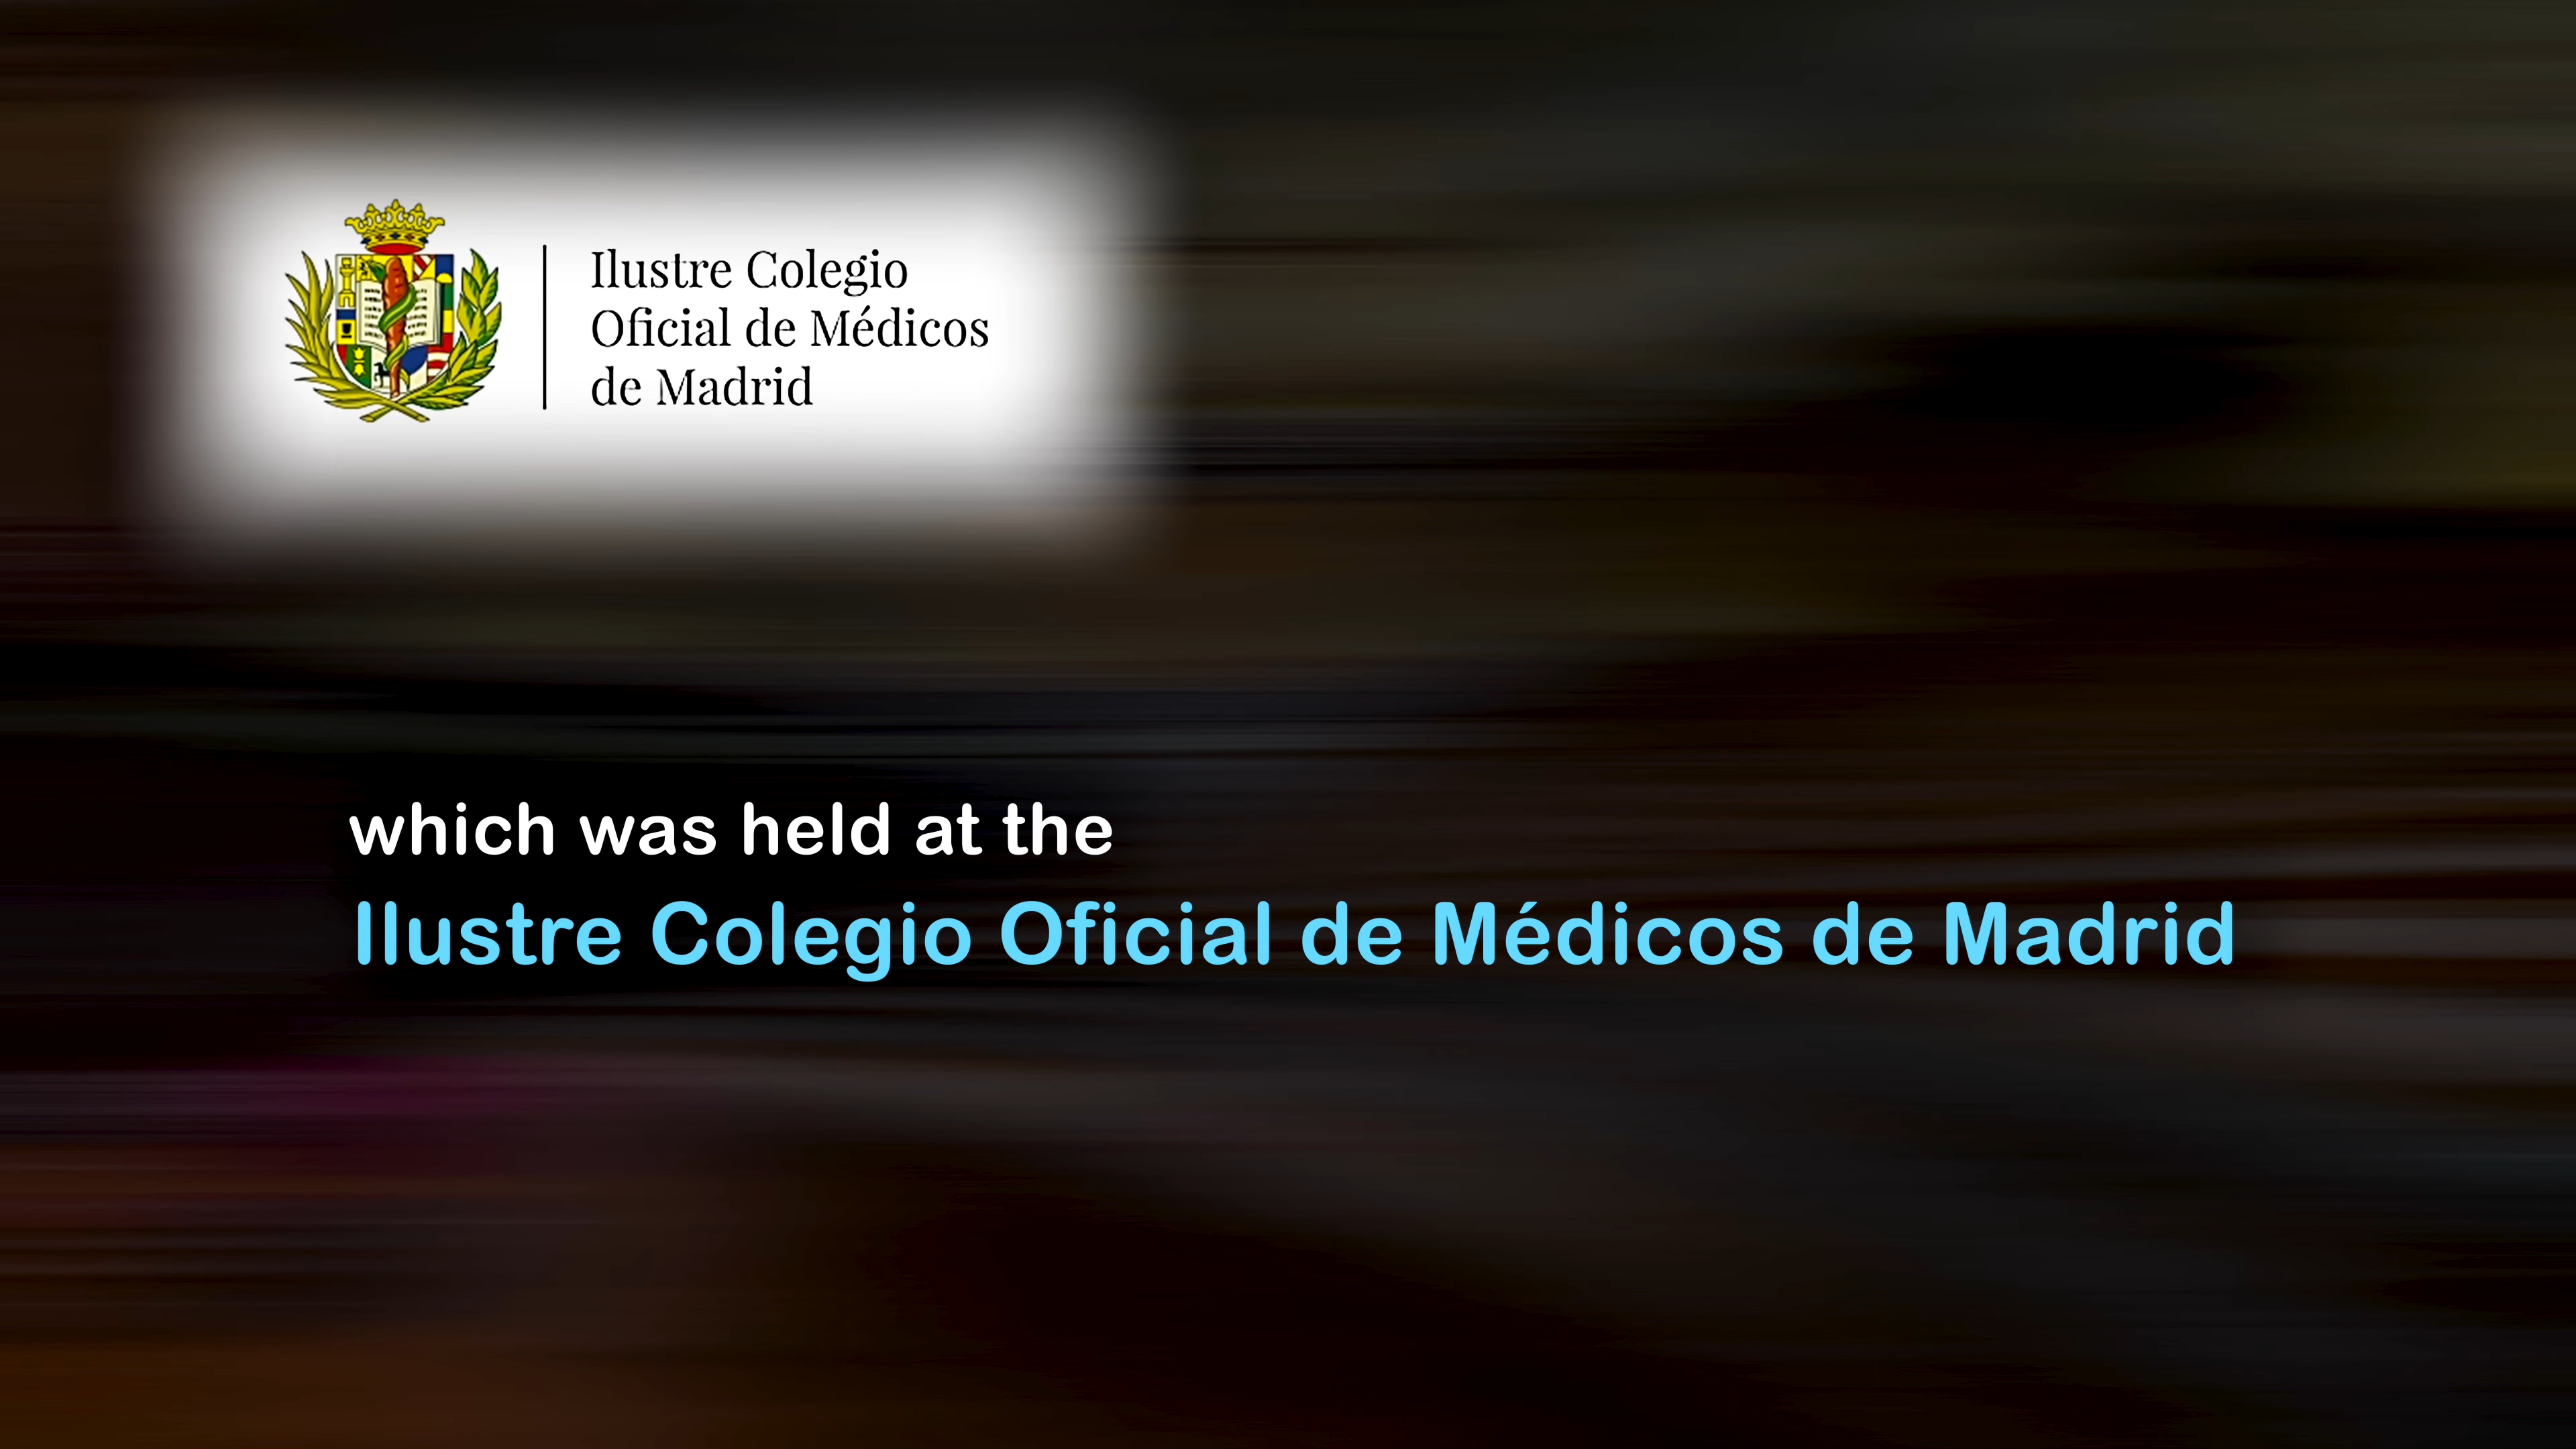 Ilustre Colegio
Oficial de Médicos
de Madrid
which was held at the
Ilustre Colegio Oficial de Médicos de Madrid